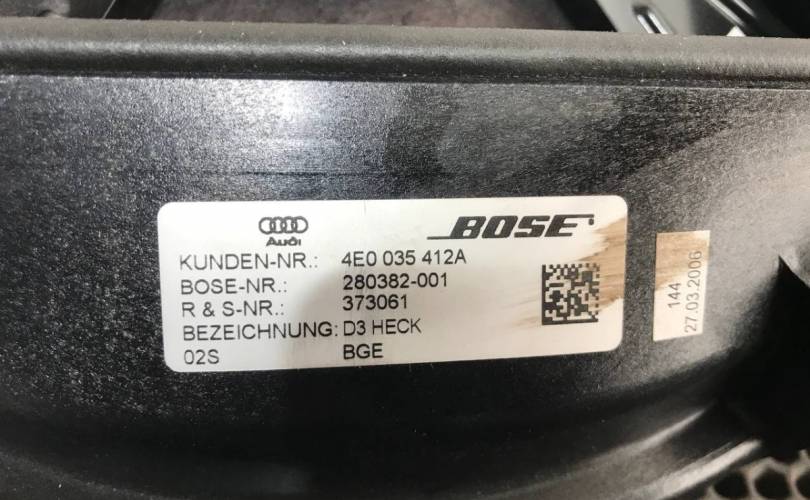 Audi
BOSE
KUNDEN-NR.: 4E0 035 412A
BOSE-NR.: 280382-001
R & S-NR.: 373061
BEZEICHNUNG: D3 HECK
02S BGE
144
27.03.2006